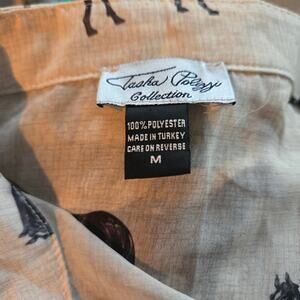 Tasha Polizzi
Collection
100% POLYESTER
MADE IN TURKEY
CARE ON REVERSE
M